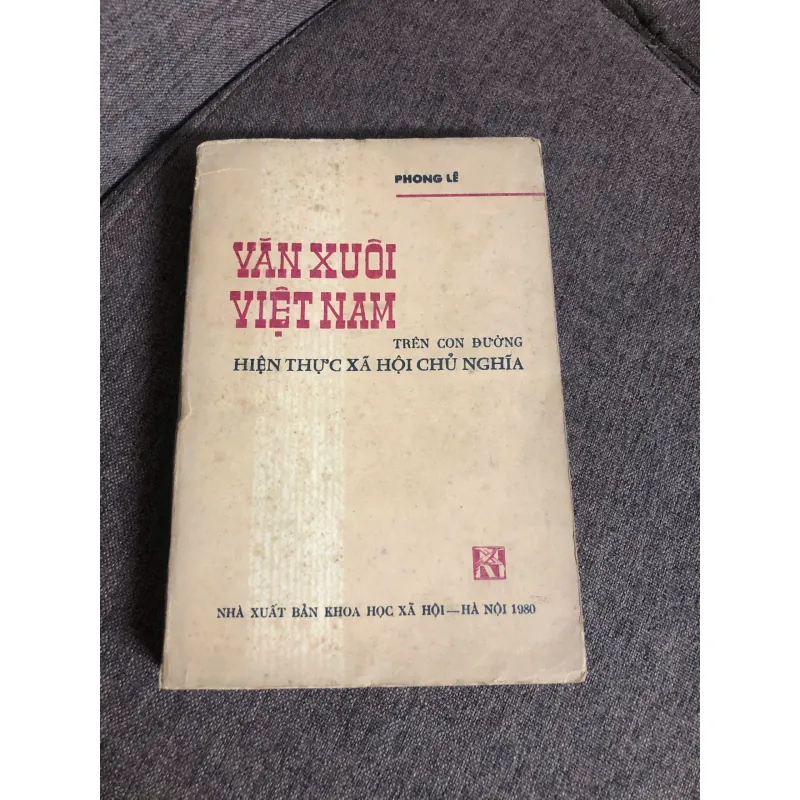 PHONG LÊ
VĂN XUÔI
VIỆT NAM
TRÊN CON ĐƯỜNG
HIỆN THỰC XÃ HỘI CHỦ NGHĨA
NHÀ XUẤT BẢN KHOA HỌC XÃ HỘI — HÀ NỘI 1980